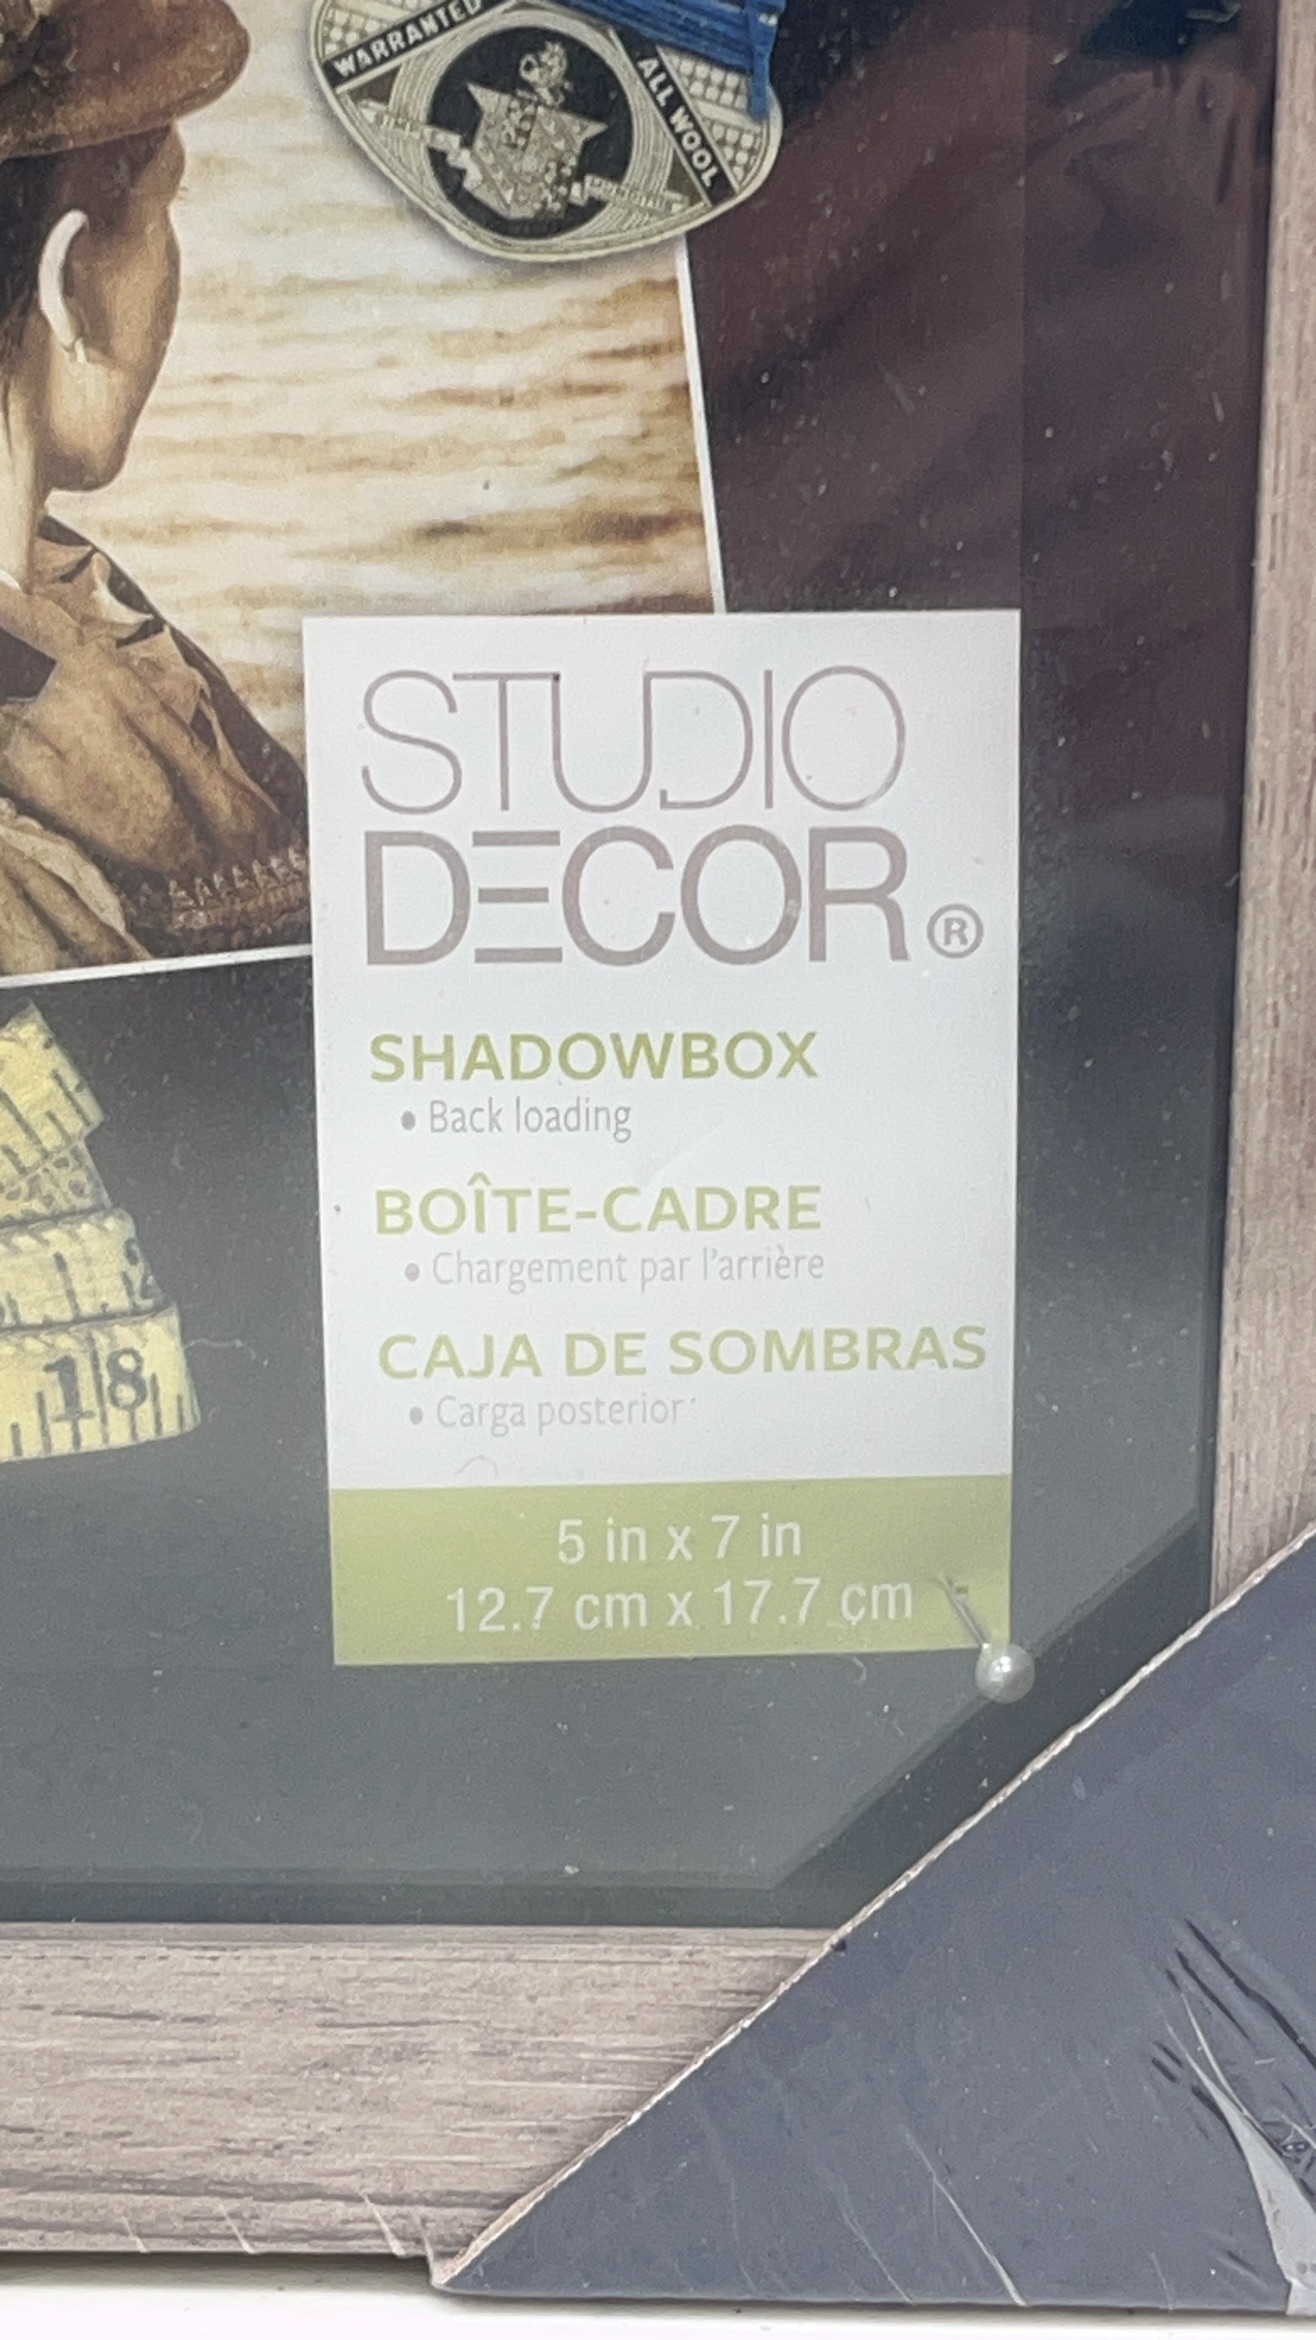 WARRANTED
ALL WOOL
STUDIO
DECOR®
SHADOWBOX
• Back loading
BOÎTE-CADRE
• Chargement par l'arrière
CAJA DE SOMBRAS
• Carga posterior
18
5 in x 7 in
12.7 cm x 17.7 cm